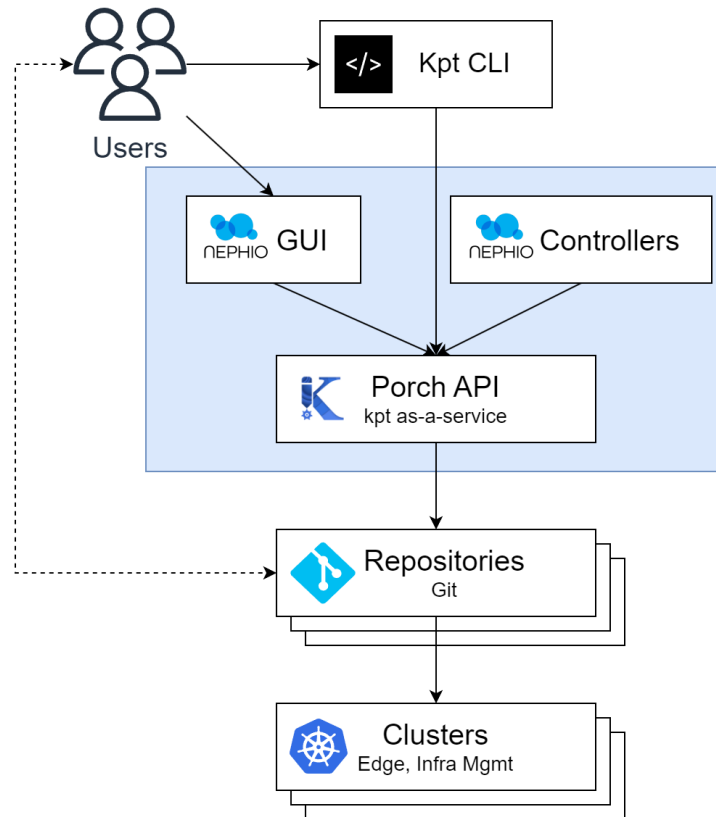 </> Kpt CLI
Users
NEPHIO GUI
NEPHIO Controllers
Porch API
kpt as-a-service
Repositories
Git
Clusters
Edge, Infra Mgmt